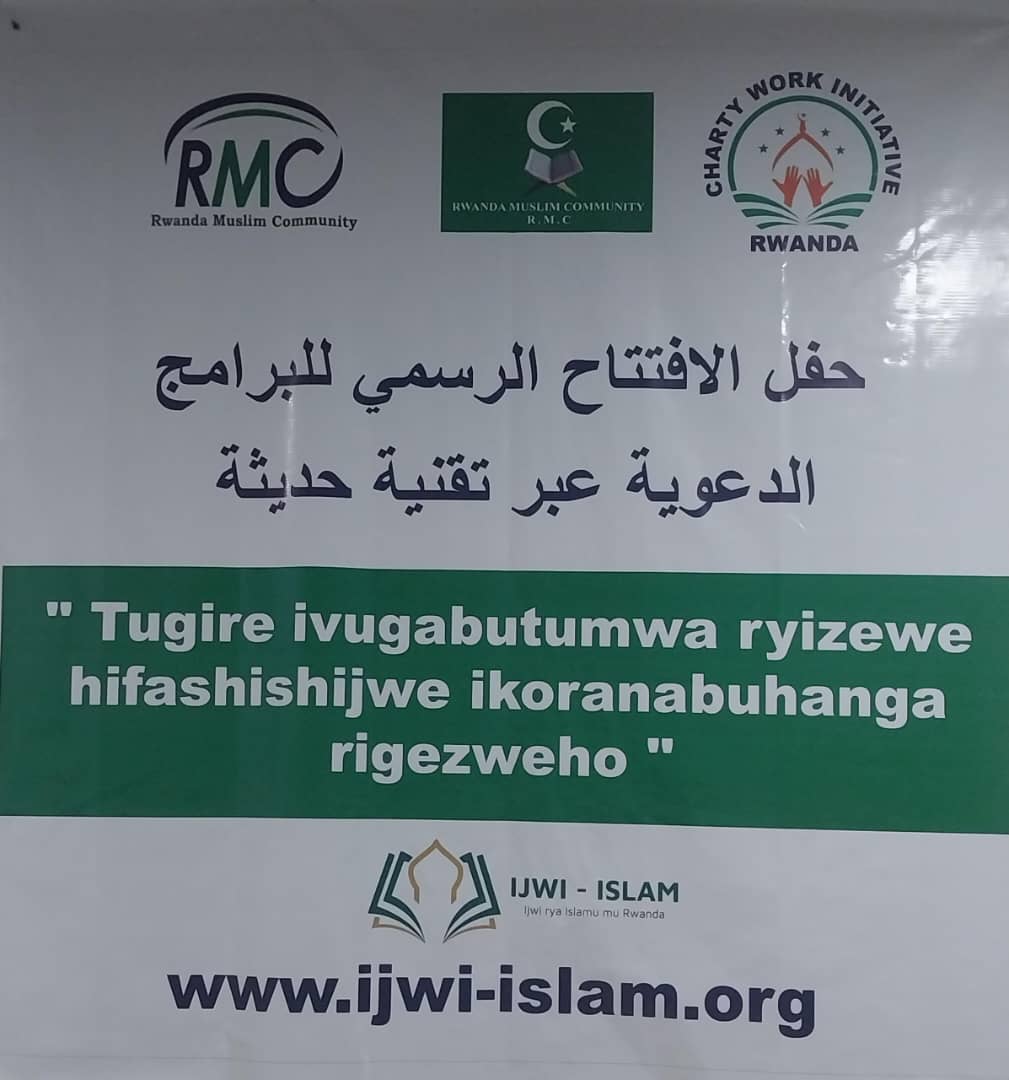 RMC
Rwanda Muslim Community
RWANDA MUSLIM COMMUNITY
R.M.C
CHARTY WORK INITIATIVE
RWANDA
حفل الافتتاح الرسمي للبرامج
الدعوية عبر تقنية حديثة
" Tugire ivugabutumwa ryizewe
hifashishijwe ikoranabuhanga
rigezweho "
IJWI - ISLAM
Ijwi rya Islamu mu Rwanda
www.ijwi-islam.org